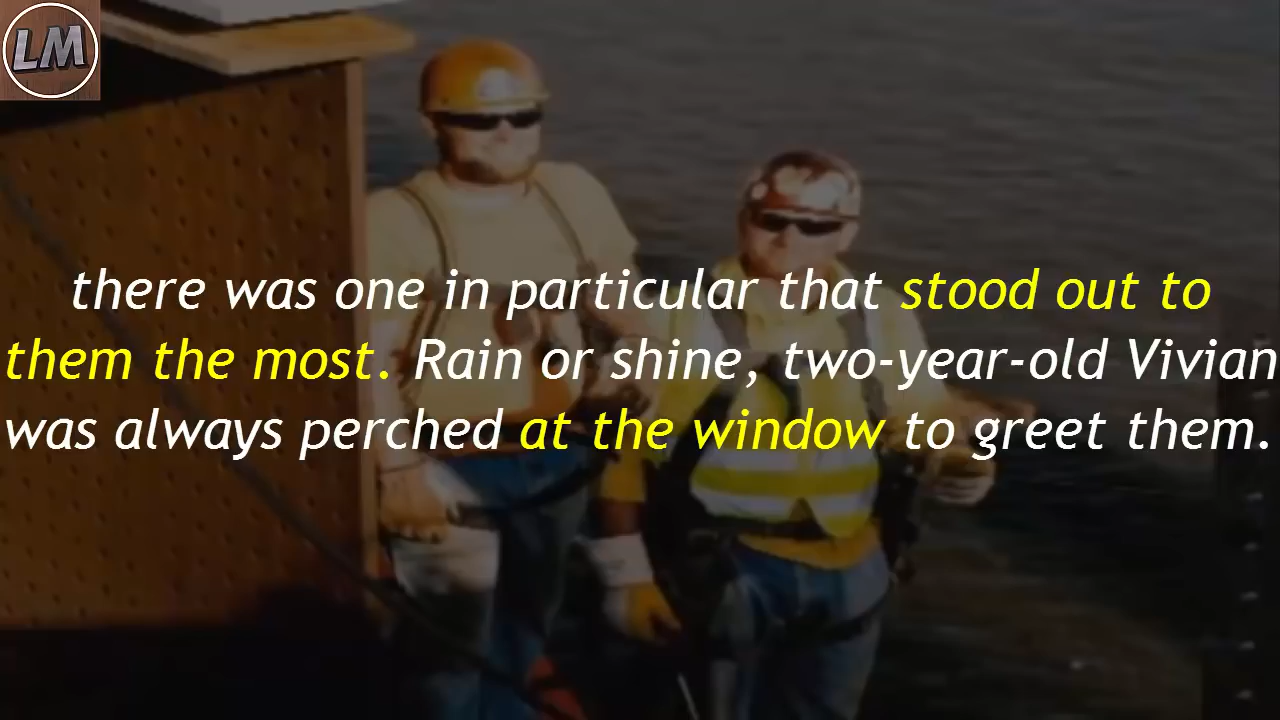 LM
there was one in particular that stood out to
them the most. Rain or shine, two-year-old Vivian
was always perched at the window to greet them.